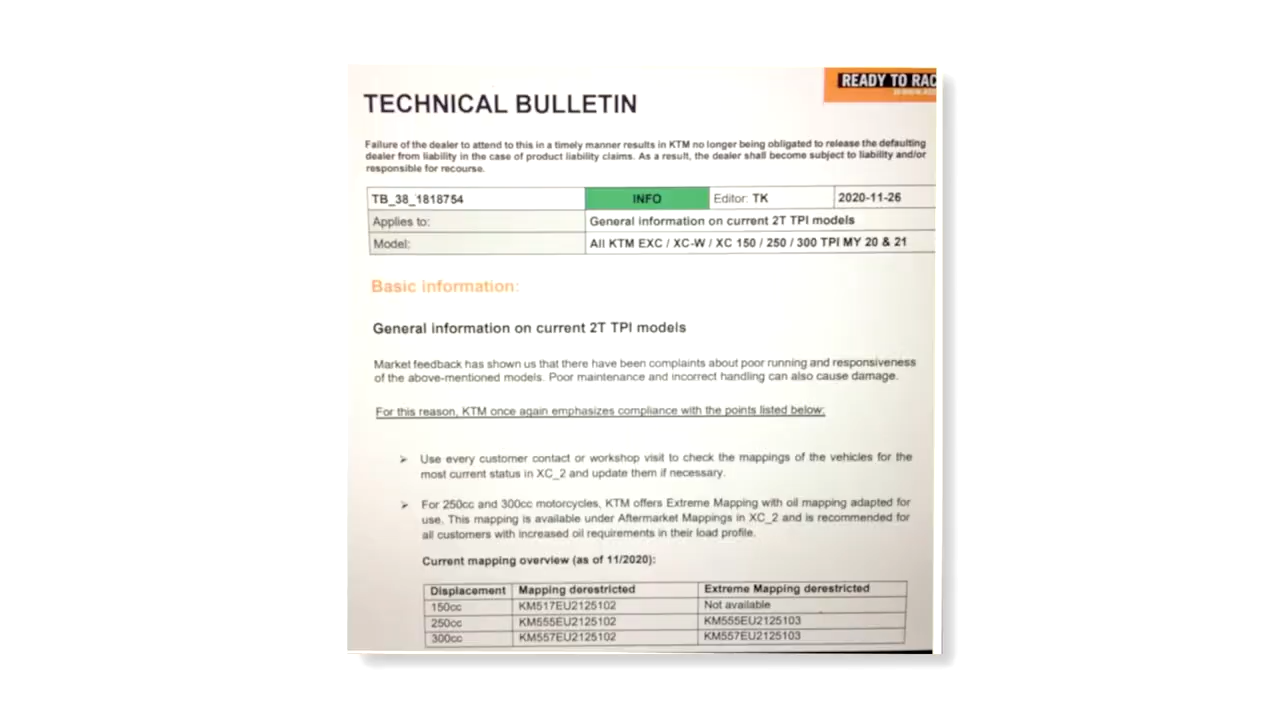 READY TO RAC
TECHNICAL BULLETIN
Failure of the dealer to attend to this in a timely manner results in KTM no longer being obligated to release the defaulting
dealer from liability in the case of product liability claims. As a result, the dealer shall become subject to liability and/or
responsible for recourse.
TB_38_1818754 INFO Editor: TK 2020-11-26
Applies to: General information on current 2T TPI models
Model: All KTM EXC / XC-W / XC 150 / 250 / 300 TPI MY 20 & 21
Basic information:
General information on current 2T TPI models
Market feedback has shown us that there have been complaints about poor running and responsiveness
of the above-mentioned models. Poor maintenance and incorrect handling can also cause damage.
For this reason, KTM once again emphasizes compliance with the points listed below:
➢ Use every customer contact or workshop visit to check the mappings of the vehicles for the
most current status in XC_2 and update them if necessary.
➢ For 250cc and 300cc motorcycles, KTM offers Extreme Mapping with oil mapping adapted for
use. This mapping is available under Aftermarket Mappings in XC_2 and is recommended for
all customers with increased oil requirements in their load profile.
Current mapping overview (as of 11/2020):
Displacement Mapping derestricted Extreme Mapping derestricted
150cc KM517EU2125102 Not available
250cc KM555EU2125102 KM555EU2125103
300cc KM557EU2125102 KM557EU2125103